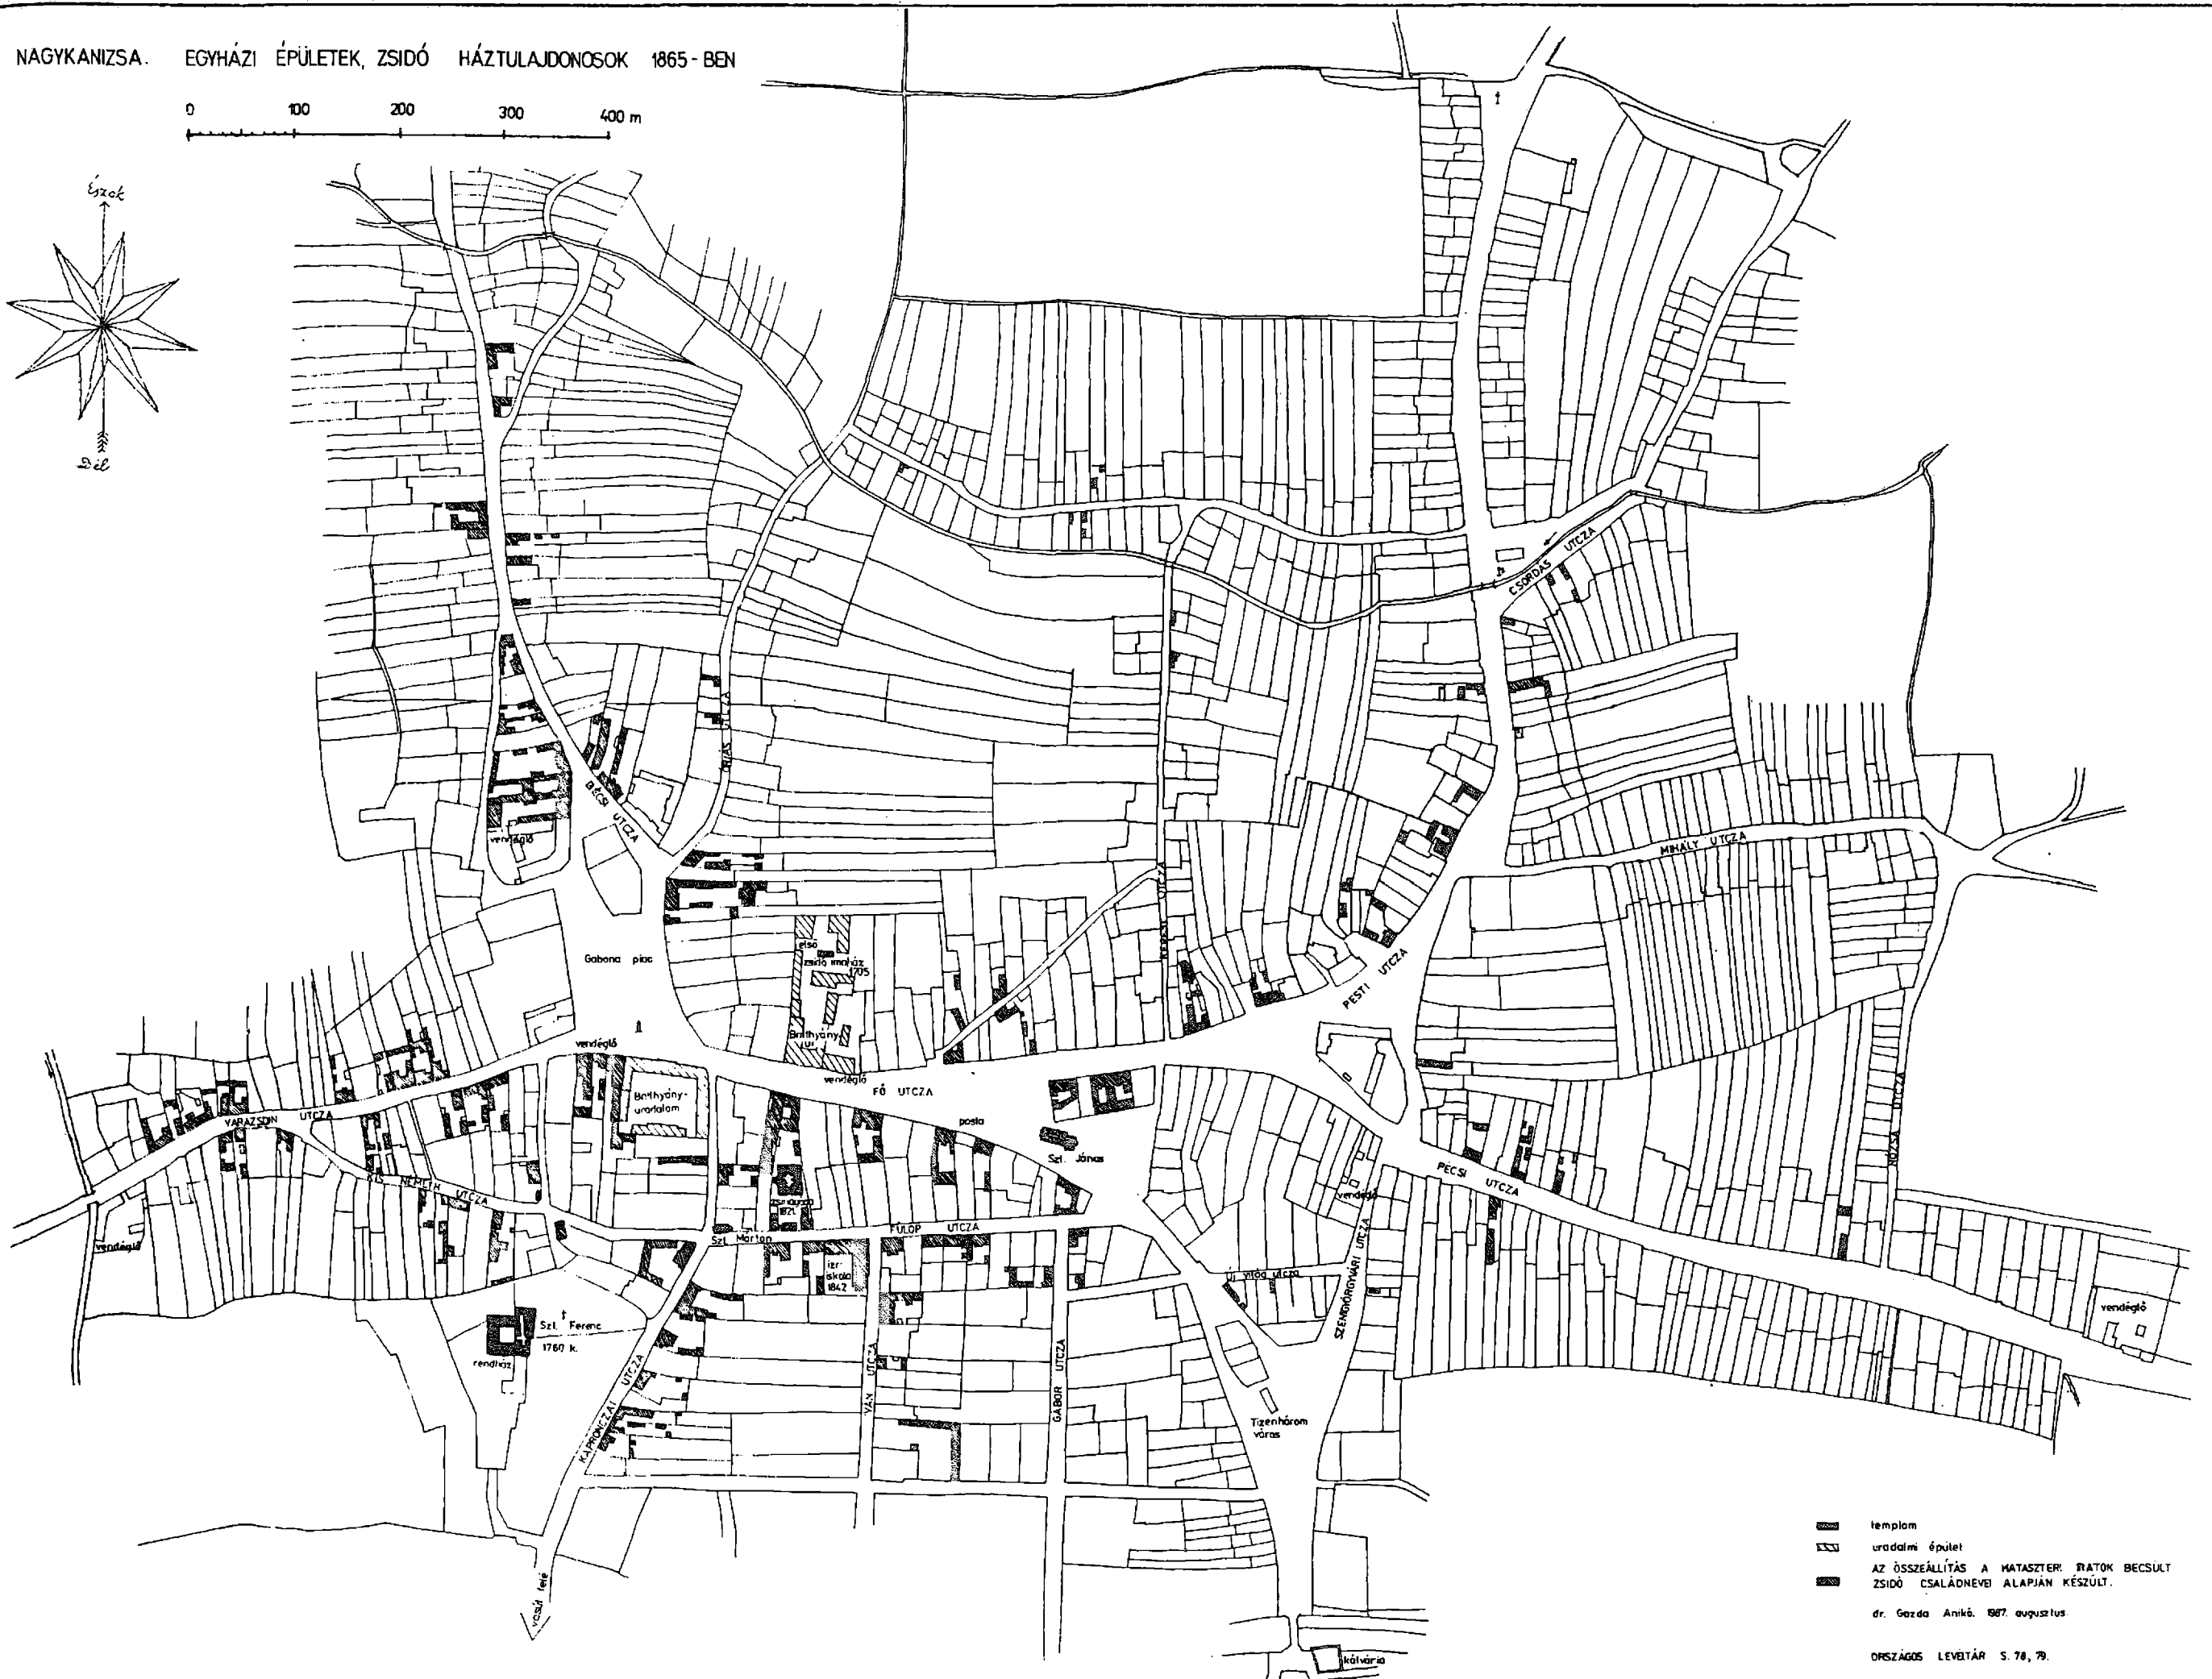 NAGYKANIZSA. EGYHÁZI ÉPÜLETEK, ZSIDÓ HÁZTULAJDONOSOK 1865-BEN
0 100 200 300 400 m
Észak
Dél
CSORDÁS UTCZA
BÉCSI UTCZA
vendéglő
MIHÁLY UTCZA
Gabona piac
első
zsidó imaház
1705
Batthyány
vendéglő
PESTI UTCZA
vendéglő
Batthyány-
uradalom
FŐ UTCZA
posta
Szt. János
VARAZSDIN UTCZA
KIS NÉMETH UTCZA
vendéglő
zsinagóga
1821
Szt. Márton
FÜLÖP UTCZA
izr.
iskola
1842
PÉCSI UTCZA
vendéglő
RÓZSA UTCZA
Új világ utcza
SZENGYÖRGYVÁRI UTCZA
vendéglő
Szt. Ferenc
1760 k.
rendház
KAPRONCZAI UTCZA
IVÁN UTCZA
GÁBOR UTCZA
Tizenhárom
város
vasút felé
kálvária
templom
uradalmi épület
AZ ÖSSZEÁLLÍTÁS A KATASZTERI IRATOK BECSÜLT
ZSIDÓ CSALÁDNEVEI ALAPJÁN KÉSZÜLT.
dr. Gazda Anikó. 1987. augusztus.
ORSZÁGOS LEVÉLTÁR S. 78, 79.